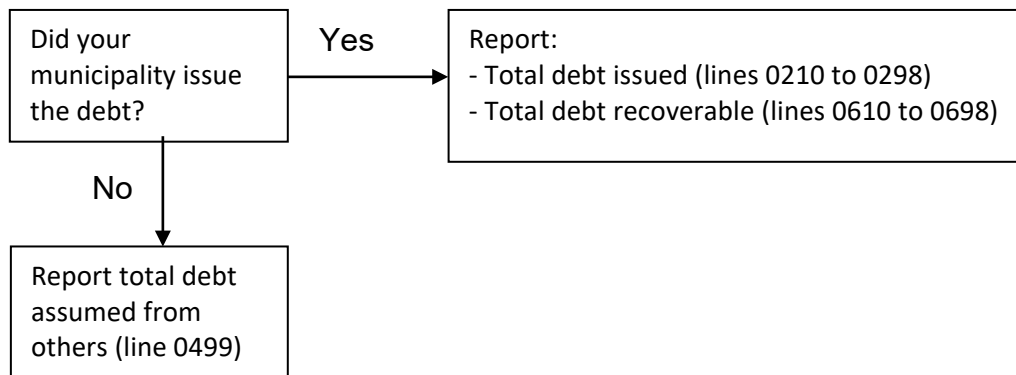 Did your
municipality issue
the debt?
Yes
Report:
- Total debt issued (lines 0210 to 0298)
- Total debt recoverable (lines 0610 to 0698)
No
Report total debt
assumed from
others (line 0499)